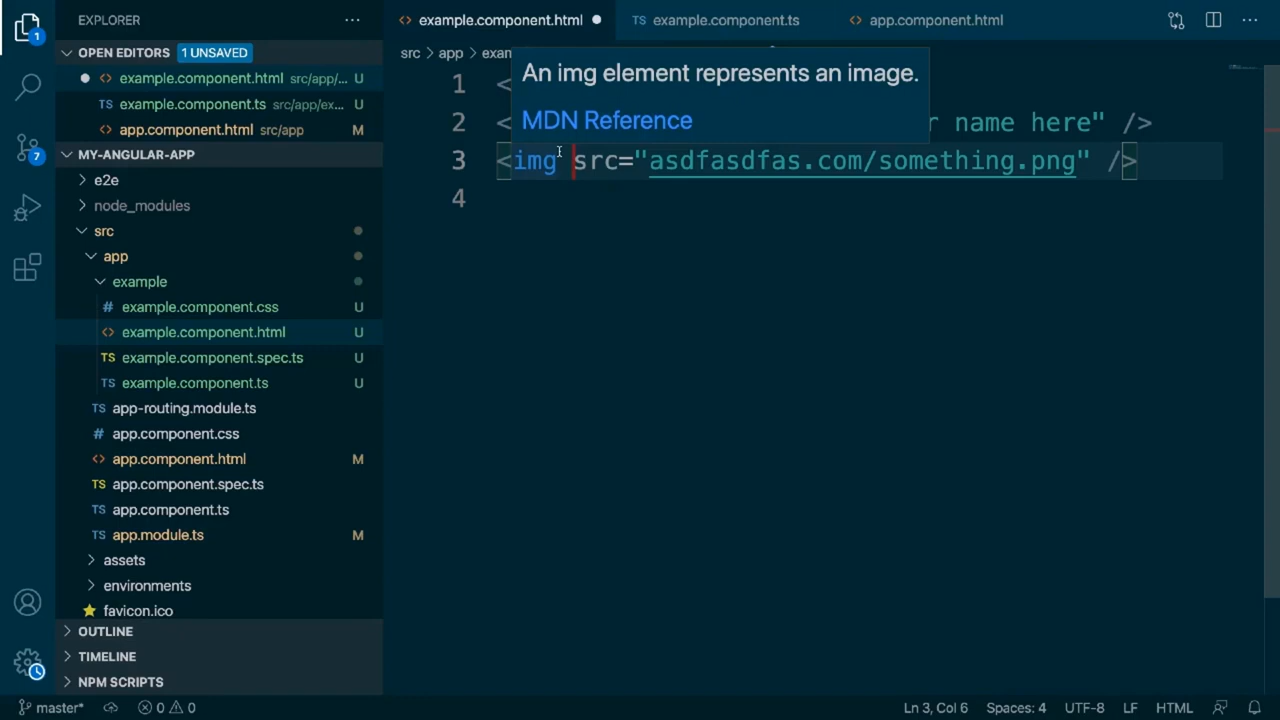 EXPLORER
OPEN EDITORS 1 UNSAVED
example.component.html src/app/...
example.component.ts src/app/ex...
app.component.html src/app M
MY-ANGULAR-APP
e2e
node_modules
src
app
example
example.component.css U
example.component.html U
example.component.spec.ts U
example.component.ts U
app-routing.module.ts
app.component.css
app.component.html M
app.component.spec.ts
app.component.ts
app.module.ts M
assets
environments
favicon.ico
OUTLINE
TIMELINE
NPM SCRIPTS
1
7
example.component.html
example.component.ts
app.component.html
src > app > exam
An img element represents an image.
MDN Reference
1 <
2 < r name here" />
3 <img src="asdfasdfas.com/something.png" />
4
master* 0 0 Ln 3, Col 6 Spaces: 4 UTF-8 LF HTML